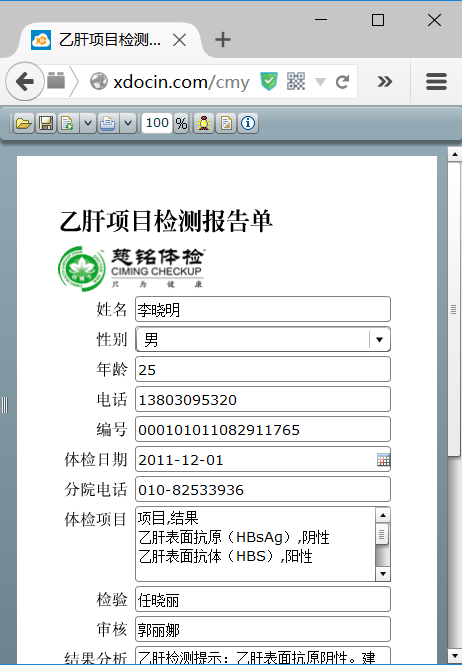 乙肝项目检测...
xdocin.com/cmy
100 %
乙肝项目检测报告单
慈铭体检
CIMING CHECKUP
只 为 健 康
姓名 李晓明
性别 男
年龄 25
电话 13803095320
编号 000101011082911765
体检日期 2011-12-01
分院电话 010-82533936
体检项目 项目,结果
乙肝表面抗原（HBsAg）,阴性
乙肝表面抗体（HBS）,阳性
检验 任晓丽
审核 郭丽娜
结果分析 乙肝检测提示：乙肝表面抗原阴性。建